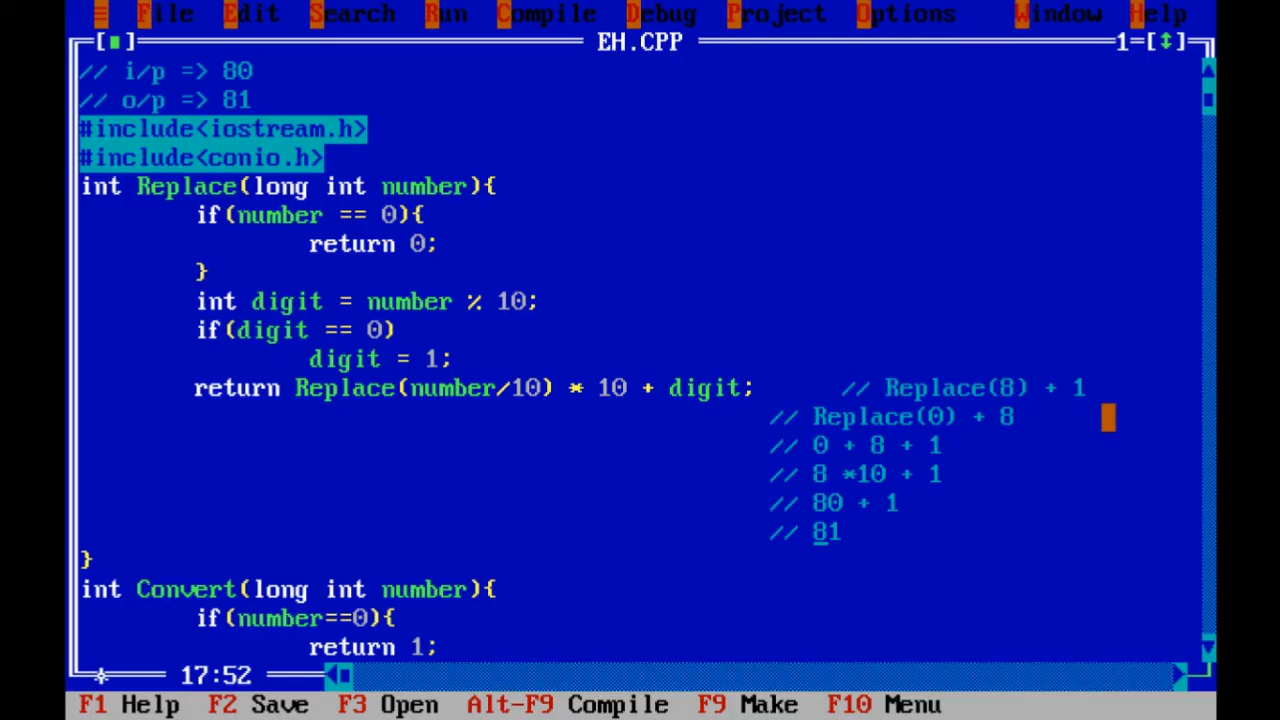 ≡ File Edit Search Run Compile Debug Project Options Window Help
[■] EH.CPP 1=[↕]
// i/p => 80
// o/p => 81
#include<iostream.h>
#include<conio.h>
int Replace(long int number){
if(number == 0){
return 0;
}
int digit = number % 10;
if(digit == 0)
digit = 1;
return Replace(number/10) * 10 + digit; // Replace(8) + 1
// Replace(0) + 8
// 0 + 8 + 1
// 8 *10 + 1
// 80 + 1
// 81
}
int Convert(long int number){
if(number==0){
return 1;
17:52
F1 Help F2 Save F3 Open Alt-F9 Compile F9 Make F10 Menu